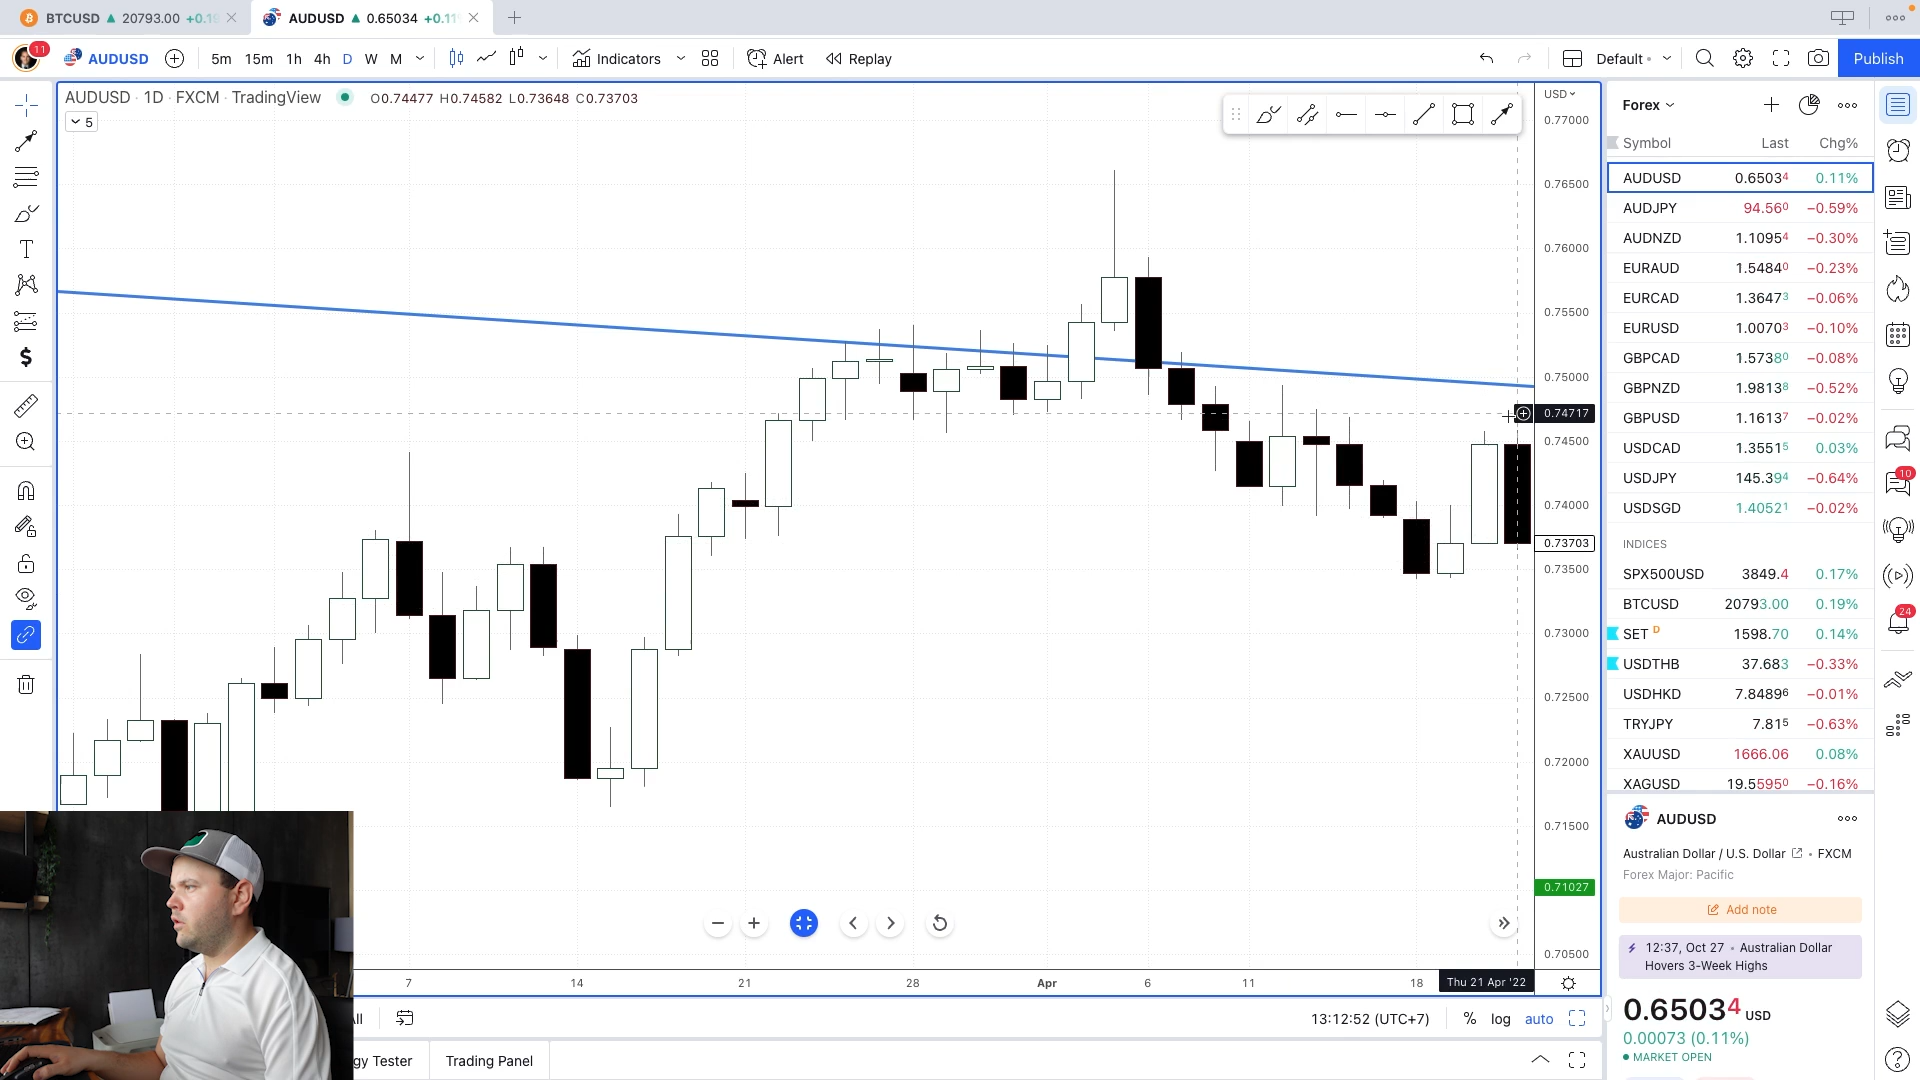 BTCUSD ▲ 20793.00 +0.19
AUDUSD ▲ 0.65034 +0.11
11
AUDUSD
5m 15m 1h 4h D W M
Indicators
Alert
Replay
Default
Publish
AUDUSD · 1D · FXCM · TradingView
O0.74477 H0.74582 L0.73648 C0.73703
5
USD
0.77000
0.76500
0.76000
0.75500
0.75000
0.74717
0.74500
0.74000
0.73703
0.73500
0.73000
0.72500
0.72000
0.71500
0.71027
0.70500
7
14
21
28
Apr
6
11
18
Thu 21 Apr '22
13:12:52 (UTC+7)
%
log
auto
gy Tester
Trading Panel
Forex
Symbol Last Chg%
AUDUSD 0.65034 0.11%
AUDJPY 94.560 −0.59%
AUDNZD 1.10954 −0.30%
EURAUD 1.54840 −0.23%
EURCAD 1.36473 −0.06%
EURUSD 1.00703 −0.10%
GBPCAD 1.57380 −0.08%
GBPNZD 1.98138 −0.52%
GBPUSD 1.16137 −0.02%
USDCAD 1.35515 0.03%
USDJPY 145.394 −0.64%
USDSGD 1.40521 −0.02%
INDICES
SPX500USD 3849.4 0.17%
BTCUSD 20793.00 0.19%
SET D 1598.70 0.14%
USDTHB 37.683 −0.33%
USDHKD 7.84896 −0.01%
TRYJPY 7.815 −0.63%
XAUUSD 1666.06 0.08%
XAGUSD 19.55950 −0.16%
AUDUSD
Australian Dollar / U.S. Dollar • FXCM
Forex Major: Pacific
Add note
12:37, Oct 27 • Australian Dollar
Hovers 3-Week Highs
0.65034 USD
0.00073 (0.11%)
MARKET OPEN
10
24